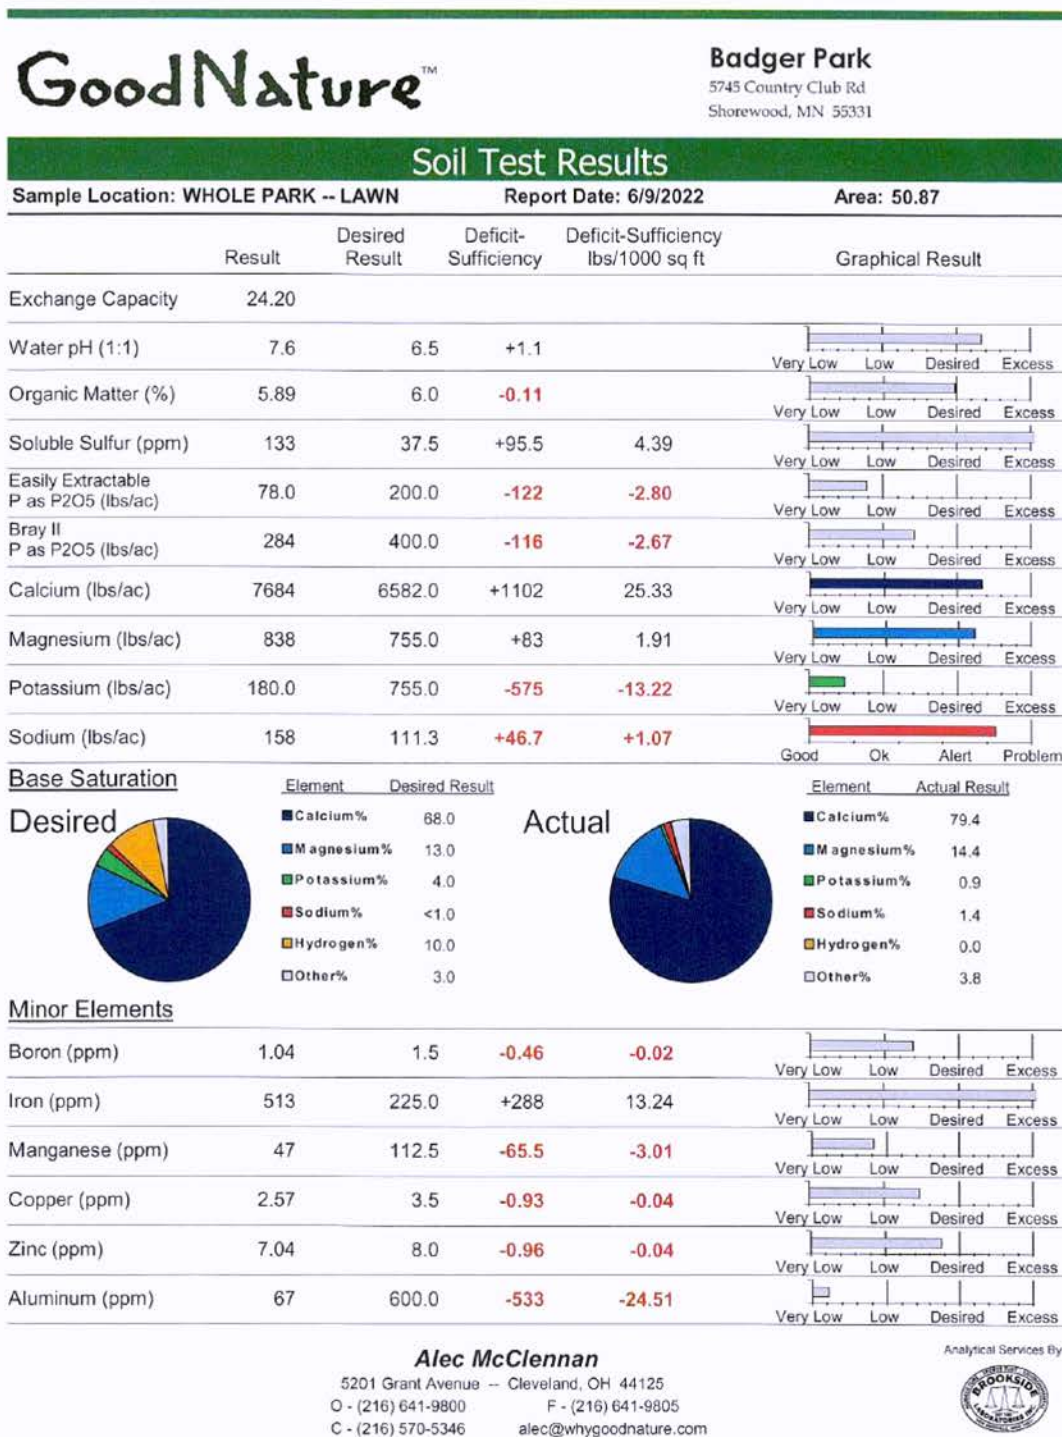 GoodNature™
Badger Park
5745 Country Club Rd
Shorewood, MN 55331
Soil Test Results
Sample Location: WHOLE PARK -- LAWN Report Date: 6/9/2022 Area: 50.87
Result Desired Result Deficit-Sufficiency Deficit-Sufficiency lbs/1000 sq ft Graphical Result
Exchange Capacity 24.20
Water pH (1:1) 7.6 6.5 +1.1
Very Low Low Desired Excess
Organic Matter (%) 5.89 6.0 -0.11
Very Low Low Desired Excess
Soluble Sulfur (ppm) 133 37.5 +95.5 4.39
Very Low Low Desired Excess
Easily Extractable
P as P2O5 (lbs/ac) 78.0 200.0 -122 -2.80
Very Low Low Desired Excess
Bray II
P as P2O5 (lbs/ac) 284 400.0 -116 -2.67
Very Low Low Desired Excess
Calcium (lbs/ac) 7684 6582.0 +1102 25.33
Very Low Low Desired Excess
Magnesium (lbs/ac) 838 755.0 +83 1.91
Very Low Low Desired Excess
Potassium (lbs/ac) 180.0 755.0 -575 -13.22
Very Low Low Desired Excess
Sodium (lbs/ac) 158 111.3 +46.7 +1.07
Good Ok Alert Problem
Base Saturation
Desired
Element Desired Result
Calcium% 68.0
Magnesium% 13.0
Potassium% 4.0
Sodium% <1.0
Hydrogen% 10.0
Other% 3.0
Actual
Element Actual Result
Calcium% 79.4
Magnesium% 14.4
Potassium% 0.9
Sodium% 1.4
Hydrogen% 0.0
Other% 3.8
Minor Elements
Boron (ppm) 1.04 1.5 -0.46 -0.02
Very Low Low Desired Excess
Iron (ppm) 513 225.0 +288 13.24
Very Low Low Desired Excess
Manganese (ppm) 47 112.5 -65.5 -3.01
Very Low Low Desired Excess
Copper (ppm) 2.57 3.5 -0.93 -0.04
Very Low Low Desired Excess
Zinc (ppm) 7.04 8.0 -0.96 -0.04
Very Low Low Desired Excess
Aluminum (ppm) 67 600.0 -533 -24.51
Very Low Low Desired Excess
Alec McClennan
5201 Grant Avenue -- Cleveland, OH 44125
O - (216) 641-9800 F - (216) 641-9805
C - (216) 570-5346 alec@whygoodnature.com
Analytical Services By
BROOKSIDE
LABORATORIES INC